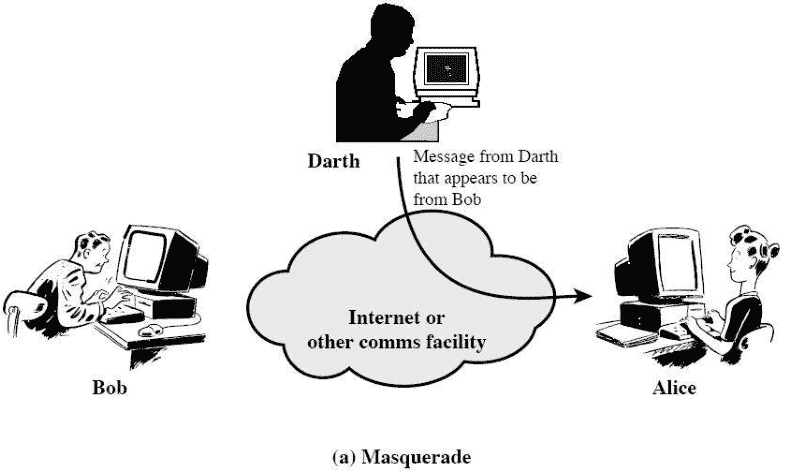 Darth
Message from Darth
that appears to be
from Bob
Internet or
other comms facility
Bob
Alice
(a) Masquerade